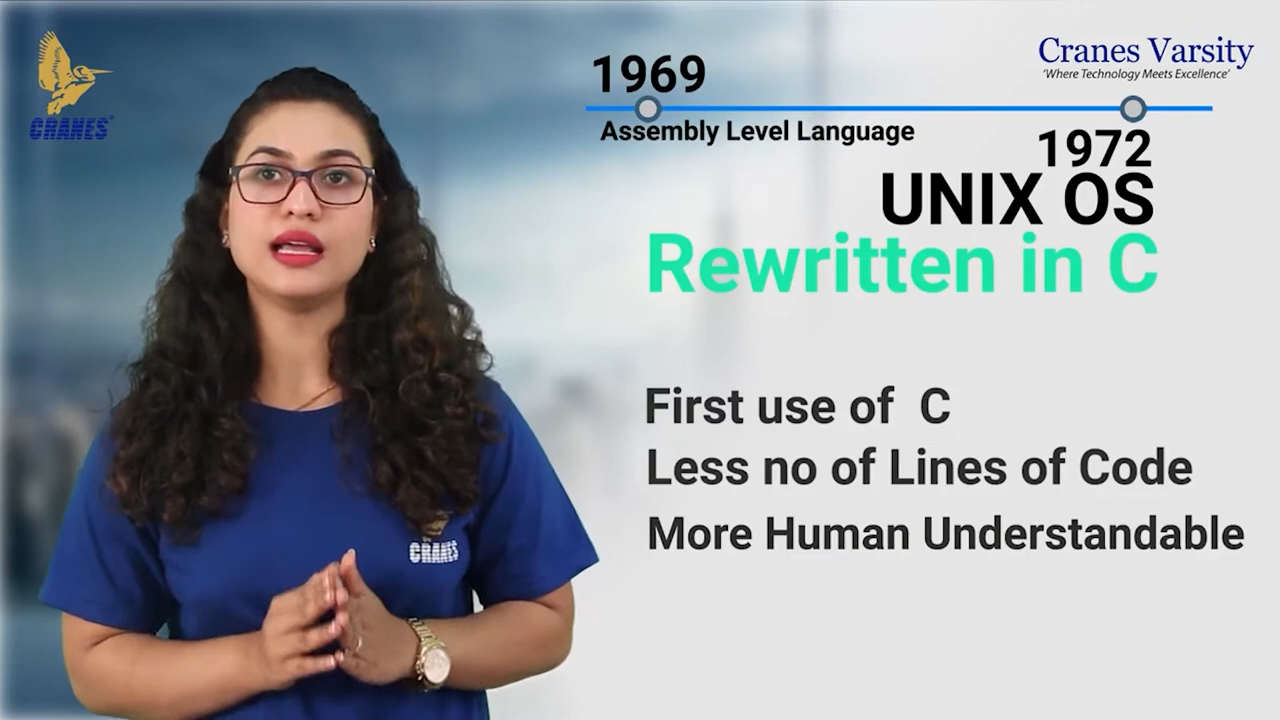 CRANES
Cranes Varsity
'Where Technology Meets Excellence'
1969
Assembly Level Language
1972
UNIX OS
Rewritten in C
First use of C
Less no of Lines of Code
More Human Understandable
CRANES